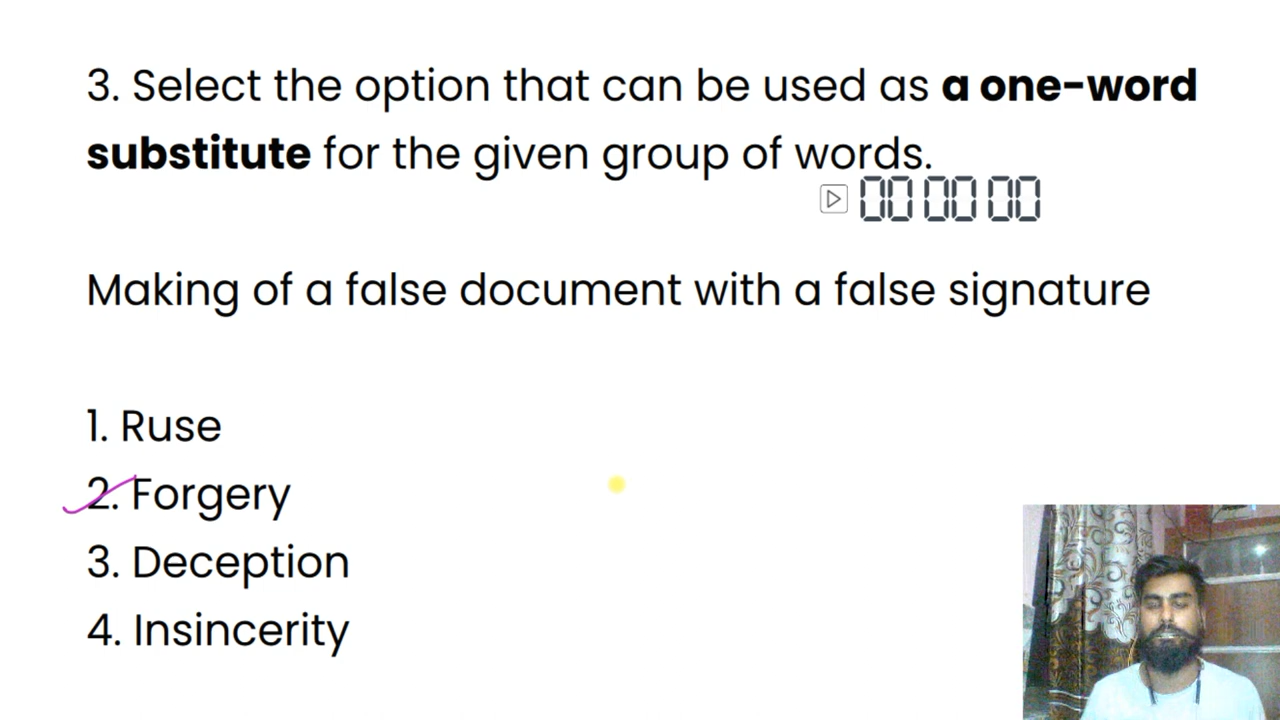 3. Select the option that can be used as a one-word
substitute for the given group of words.
00 00 00
Making of a false document with a false signature
1. Ruse
2. Forgery
3. Deception
4. Insincerity